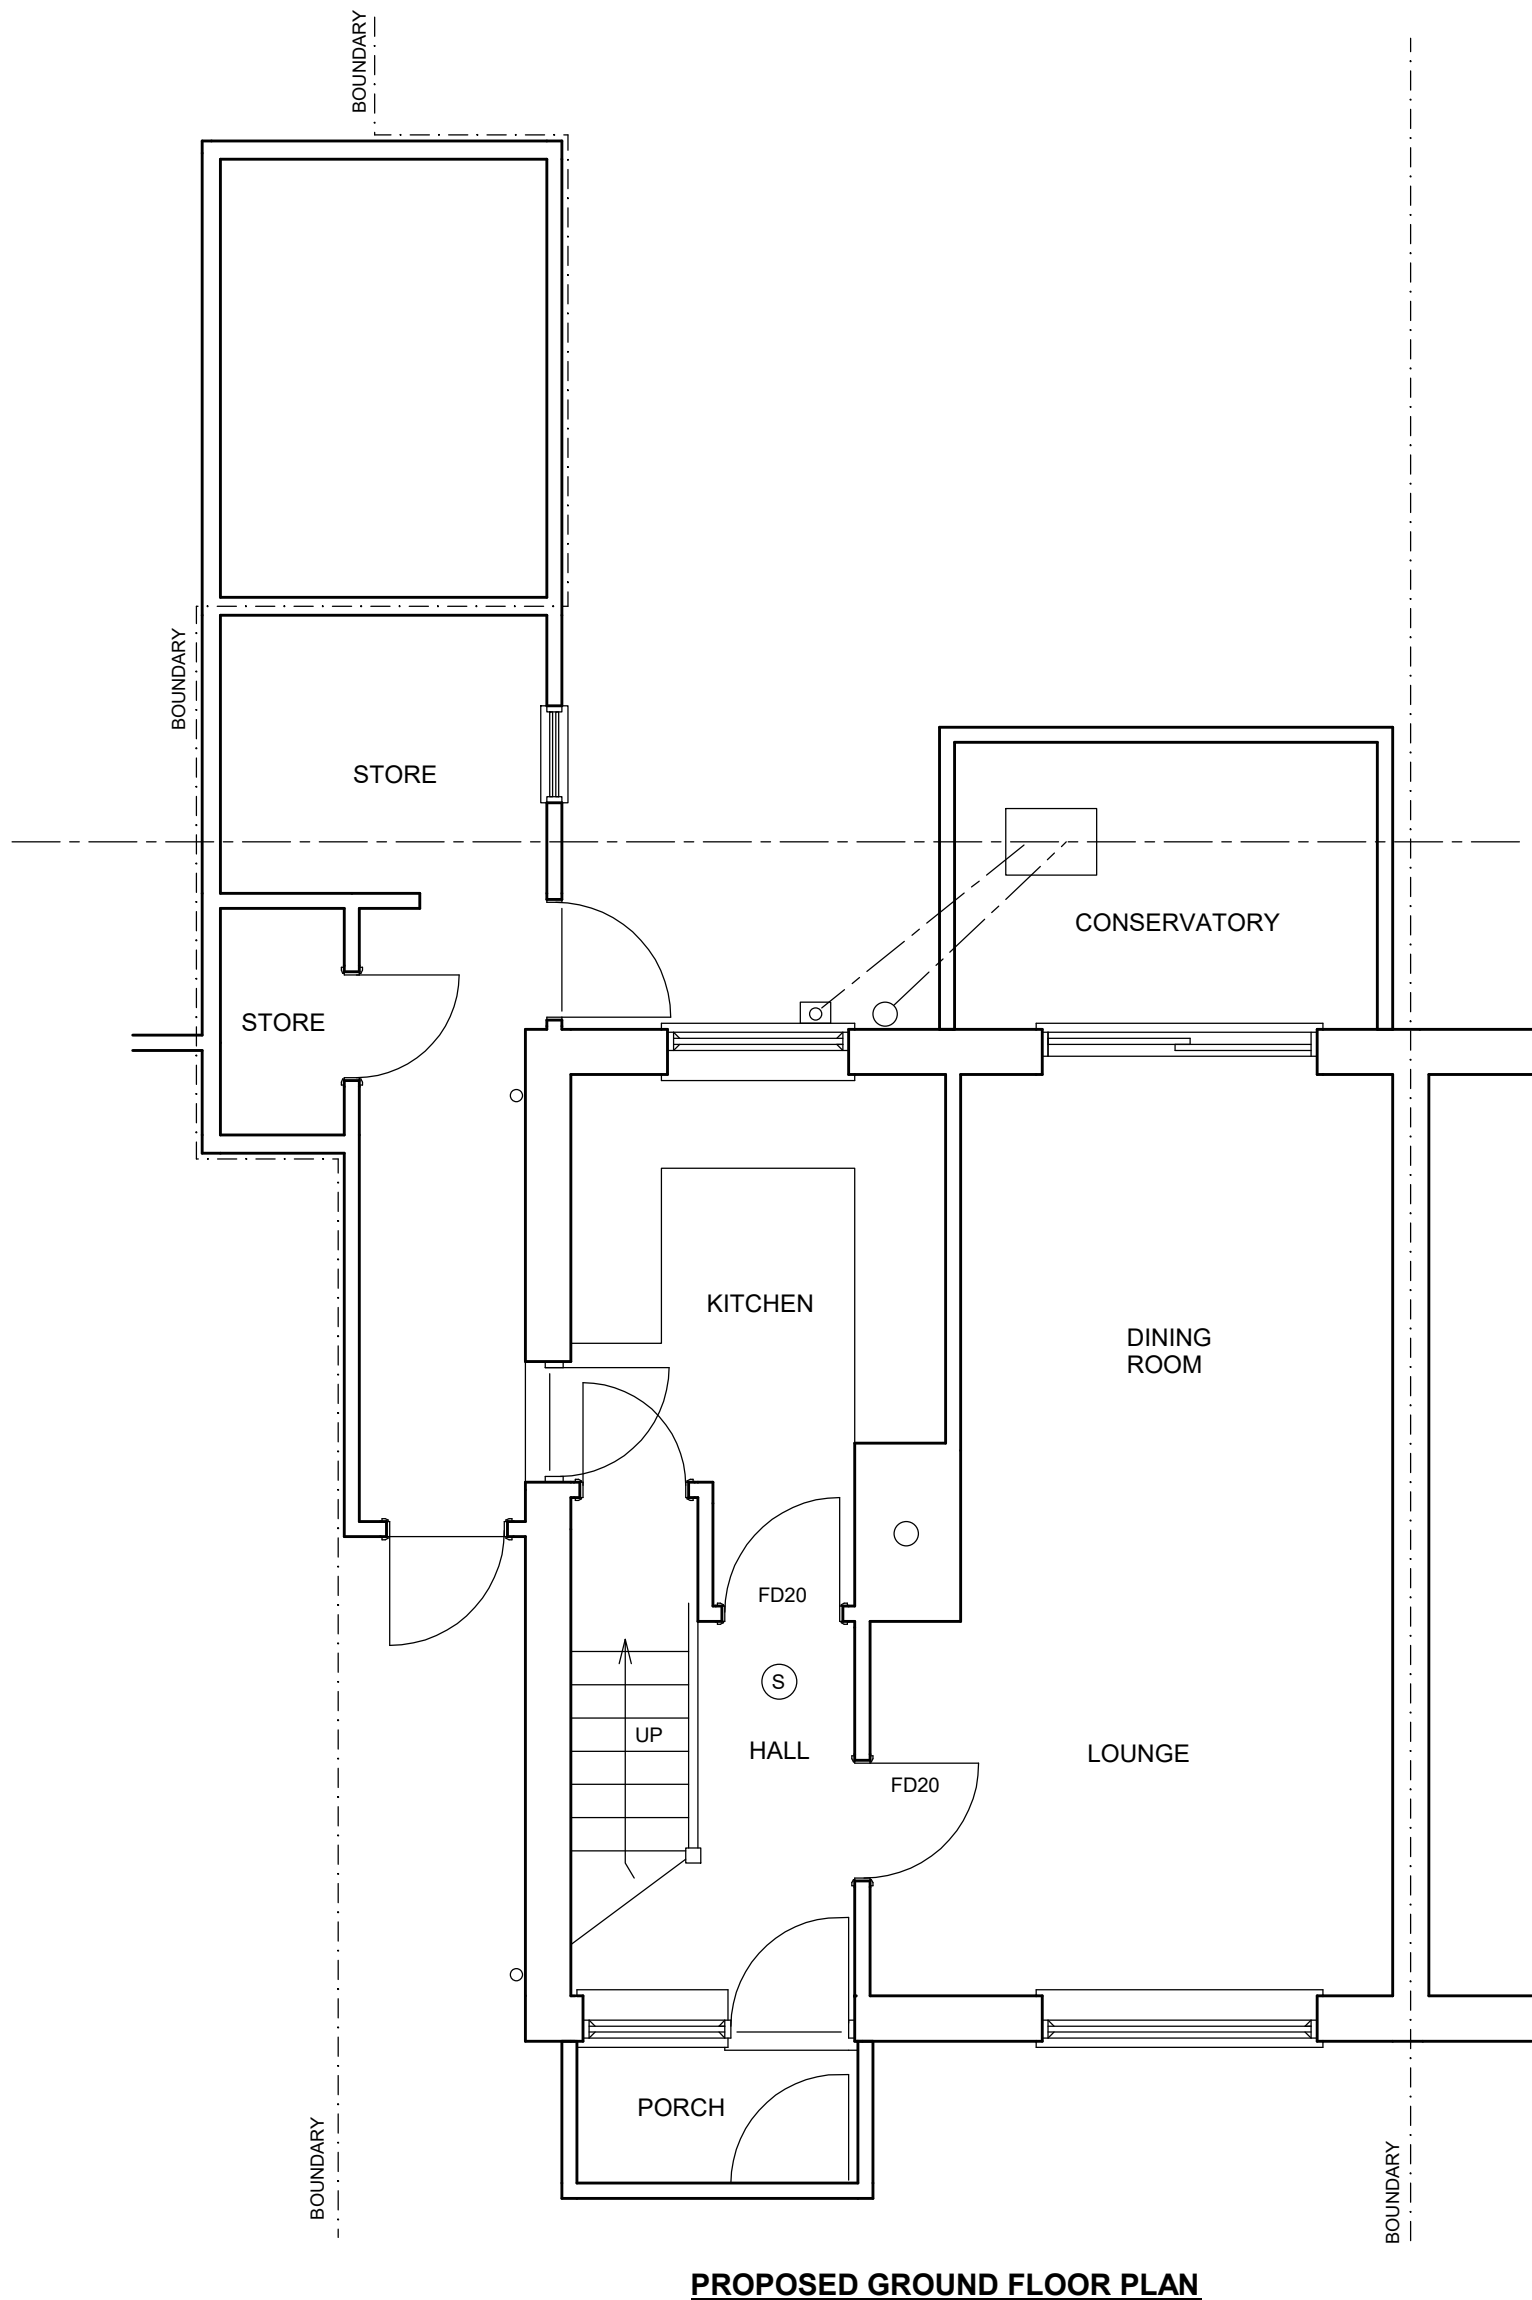 BOUNDARY
BOUNDARY
STORE
CONSERVATORY
STORE
KITCHEN
DINING
ROOM
FD20
S
UP
HALL
LOUNGE
FD20
PORCH
BOUNDARY
BOUNDARY
PROPOSED GROUND FLOOR PLAN